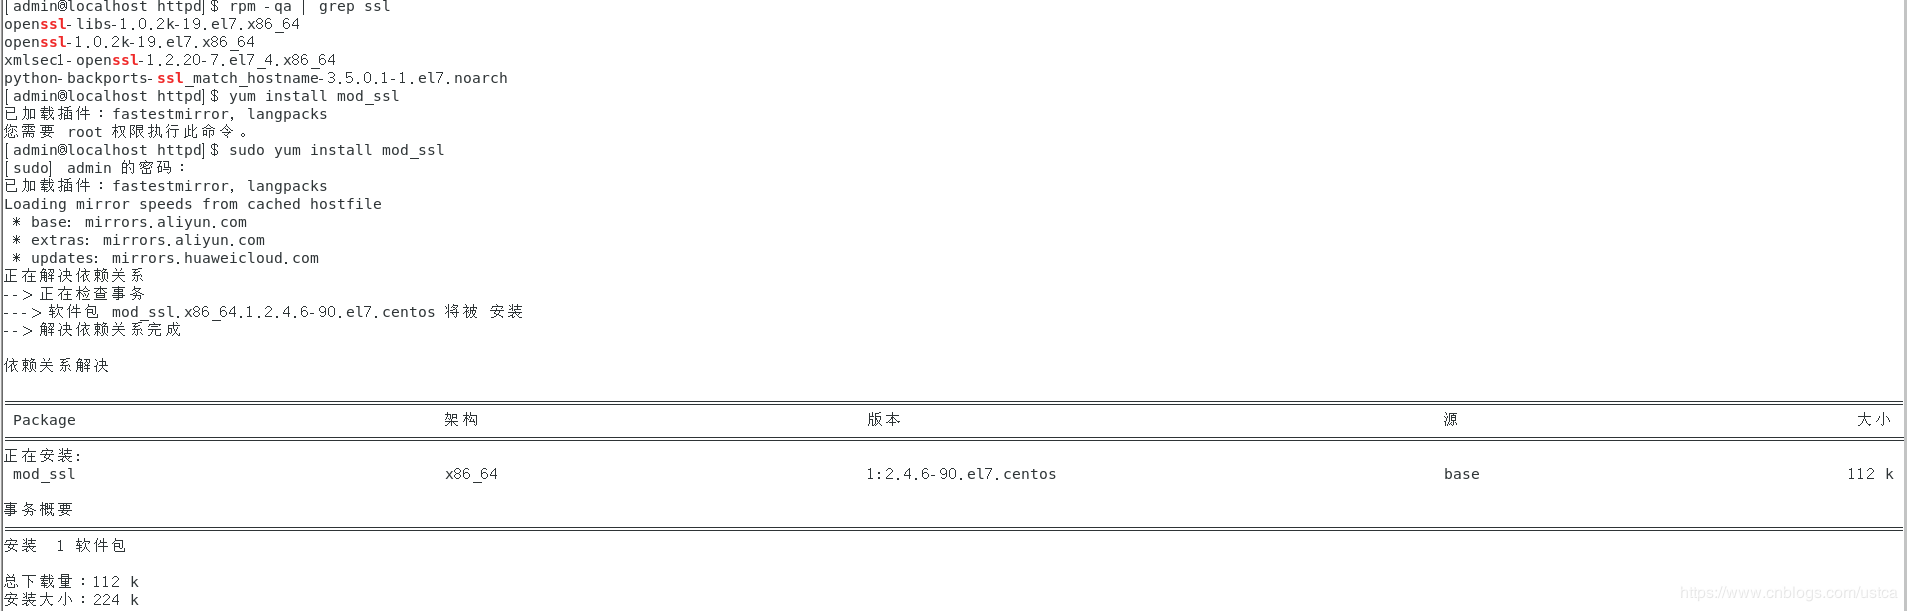 [admin@localhost httpd]$ rpm -qa | grep ssl
openssl-libs-1.0.2k-19.el7.x86_64
openssl-1.0.2k-19.el7.x86_64
xmlsec1-openssl-1.2.20-7.el7_4.x86_64
python-backports-ssl_match_hostname-3.5.0.1-1.el7.noarch
[admin@localhost httpd]$ yum install mod_ssl
已加载插件：fastestmirror, langpacks
您需要 root 权限执行此命令。
[admin@localhost httpd]$ sudo yum install mod_ssl
[sudo] admin 的密码：
已加载插件：fastestmirror, langpacks
Loading mirror speeds from cached hostfile
 * base: mirrors.aliyun.com
 * extras: mirrors.aliyun.com
 * updates: mirrors.huaweicloud.com
正在解决依赖关系
--> 正在检查事务
---> 软件包 mod_ssl.x86_64.1.2.4.6-90.el7.centos 将被 安装
--> 解决依赖关系完成
依赖关系解决
Package 架构 版本 源 大小
正在安装:
mod_ssl x86_64 1:2.4.6-90.el7.centos base 112 k
事务概要
安装 1 软件包
总下载量：112 k
安装大小：224 k
https://www.cnblogs.com/ustca